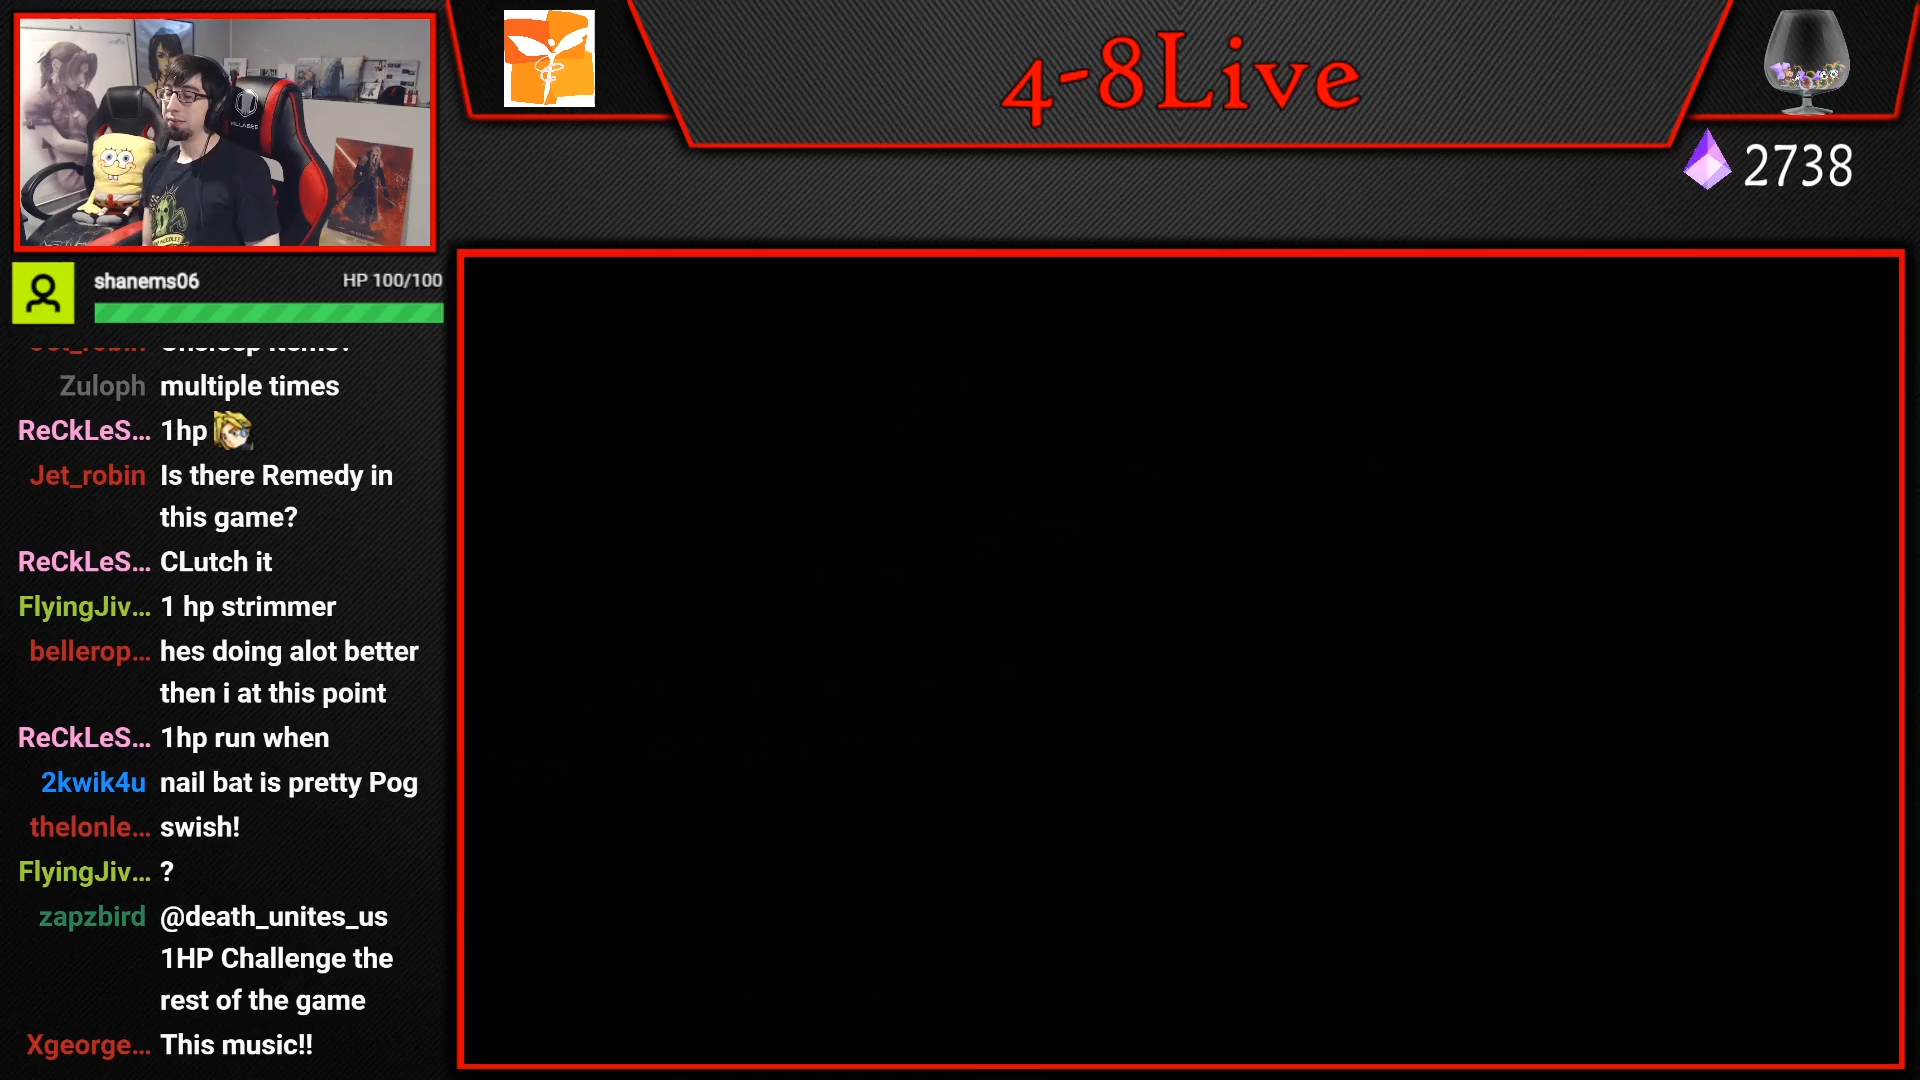 4-8Live
2738
shanems06 HP 100/100
Zuloph multiple times
ReCkLeS... 1hp
Jet_robin Is there Remedy in
this game?
ReCkLeS... CLutch it
FlyingJiv... 1 hp strimmer
bellerop... hes doing alot better
then i at this point
ReCkLeS... 1hp run when
2kwik4u nail bat is pretty Pog
thelonle... swish!
FlyingJiv... ?
zapzbird @death_unites_us
1HP Challenge the
rest of the game
Xgeorge... This music!!